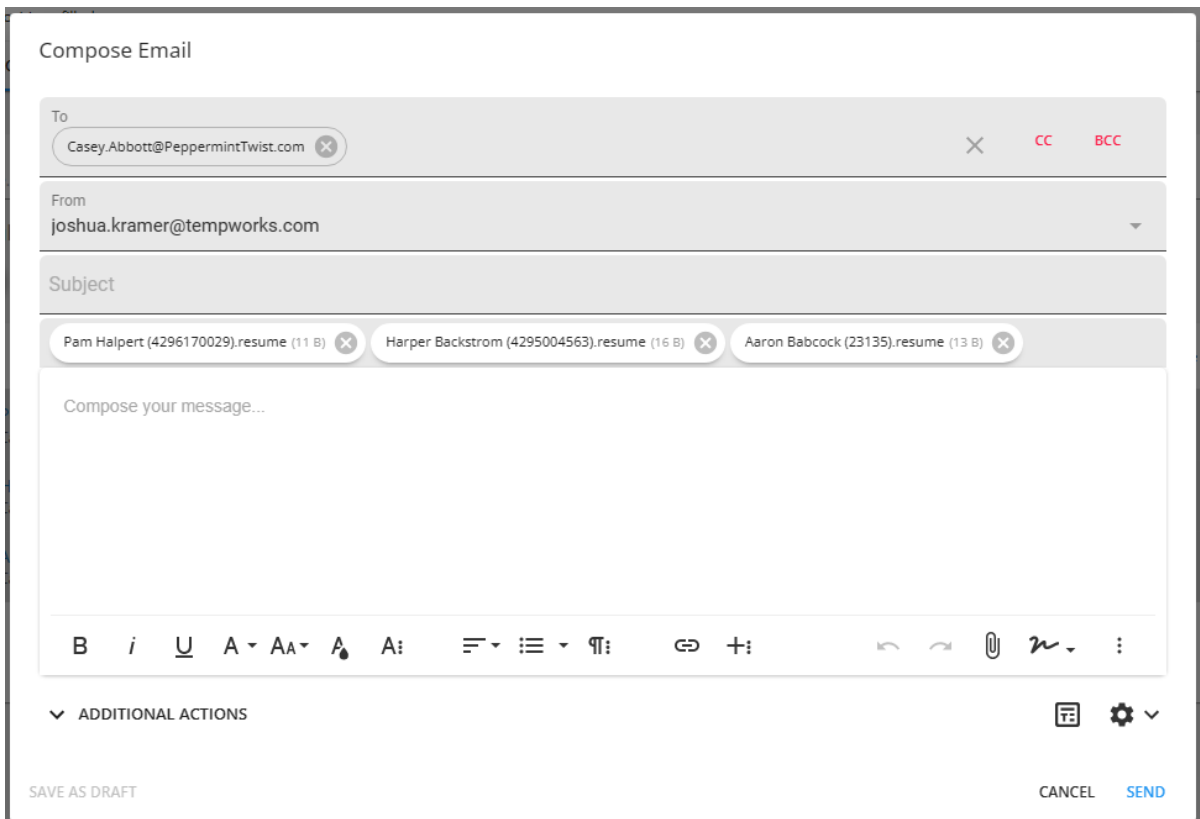 Compose Email
To
Casey.Abbott@PeppermintTwist.com
CC BCC
From
joshua.kramer@tempworks.com
Subject
Pam Halpert (4296170029).resume (11 B) Harper Backstrom (4295004563).resume (16 B) Aaron Babcock (23135).resume (13 B)
Compose your message...
ADDITIONAL ACTIONS
SAVE AS DRAFT CANCEL SEND